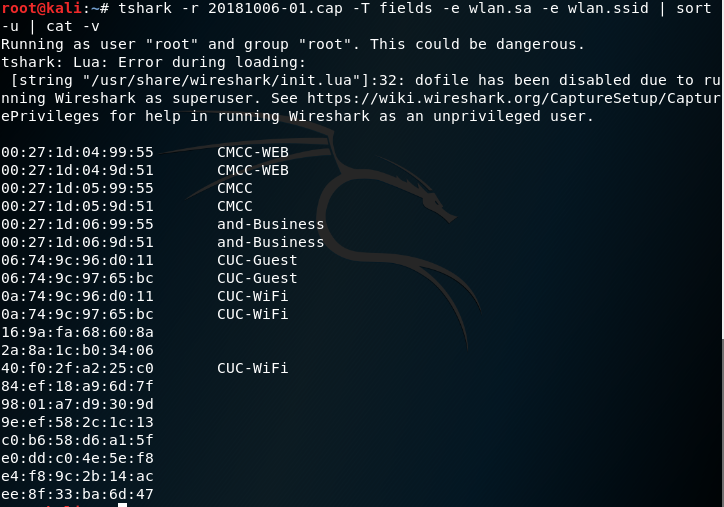 root@kali:~# tshark -r 20181006-01.cap -T fields -e wlan.sa -e wlan.ssid | sort
-u | cat -v
Running as user "root" and group "root". This could be dangerous.
tshark: Lua: Error during loading:
 [string "/usr/share/wireshark/init.lua"]:32: dofile has been disabled due to ru
nning Wireshark as superuser. See https://wiki.wireshark.org/CaptureSetup/Captur
ePrivileges for help in running Wireshark as an unprivileged user.
00:27:1d:04:99:55 CMCC-WEB
00:27:1d:04:9d:51 CMCC-WEB
00:27:1d:05:99:55 CMCC
00:27:1d:05:9d:51 CMCC
00:27:1d:06:99:55 and-Business
00:27:1d:06:9d:51 and-Business
06:74:9c:96:d0:11 CUC-Guest
06:74:9c:97:65:bc CUC-Guest
0a:74:9c:96:d0:11 CUC-WiFi
0a:74:9c:97:65:bc CUC-WiFi
16:9a:fa:68:60:8a
2a:8a:1c:b0:34:06
40:f0:2f:a2:25:c0 CUC-WiFi
84:ef:18:a9:6d:7f
98:01:a7:d9:30:9d
9e:ef:58:2c:1c:13
c0:b6:58:d6:a1:5f
e0:dd:c0:4e:5e:f8
e4:f8:9c:2b:14:ac
ee:8f:33:ba:6d:47